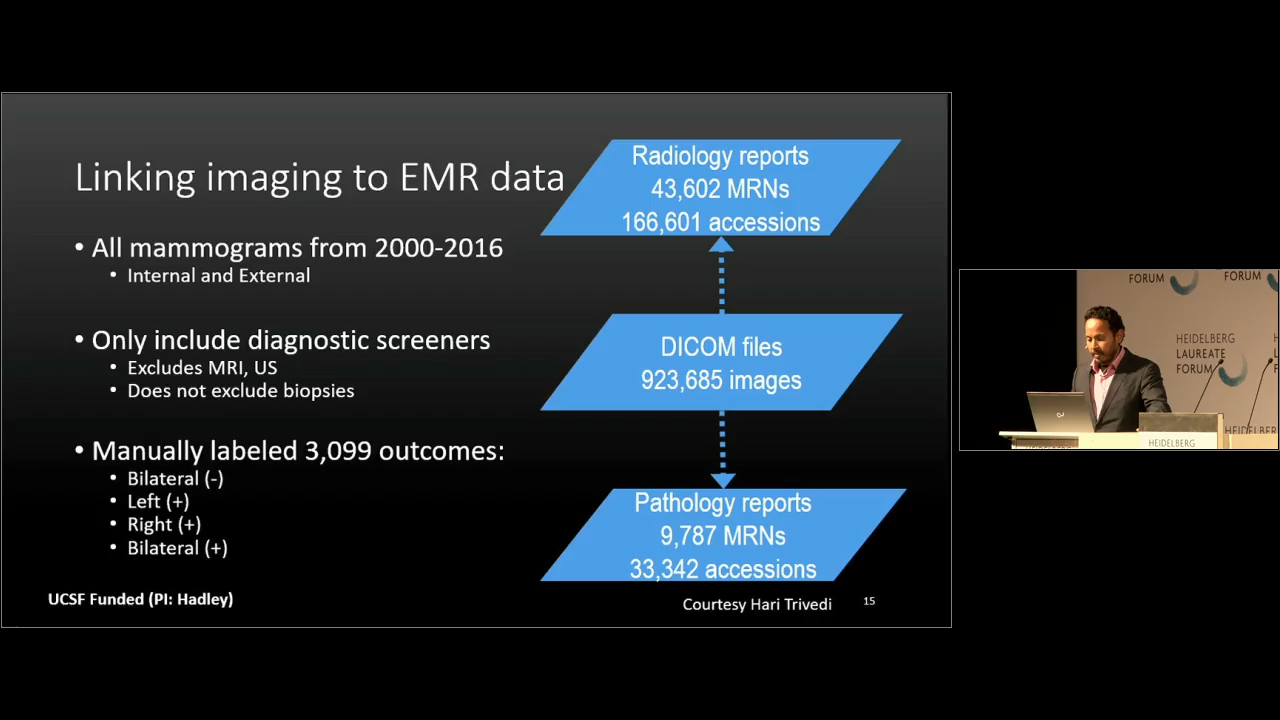 Linking imaging to EMR data
• All mammograms from 2000-2016
• Internal and External
• Only include diagnostic screeners
• Excludes MRI, US
• Does not exclude biopsies
• Manually labeled 3,099 outcomes:
• Bilateral (-)
• Left (+)
• Right (+)
• Bilateral (+)
UCSF Funded (PI: Hadley)
Radiology reports
43,602 MRNs
166,601 accessions
DICOM files
923,685 images
Pathology reports
9,787 MRNs
33,342 accessions
Courtesy Hari Trivedi
15
FORUM
FORUM
HEIDELBERG
LAUREATE
FORUM
HEIDELBERG
HEIDELBER